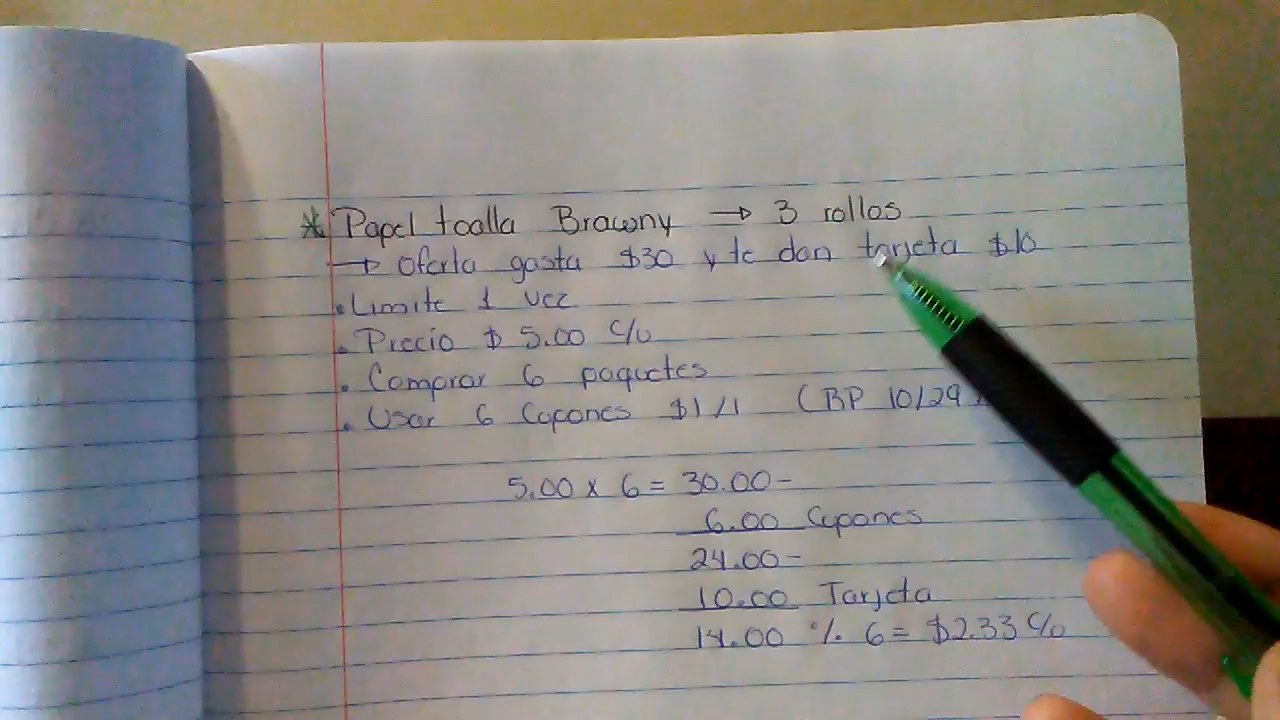 * Papel toalla Brawny → 3 rollos
→ oferta gasta $30 y te dan tarjeta $10
• Limite 1 vez
• Precio $ 5.00 c/u
• Comprar 6 paquetes
• Usar 6 Cupones $1/1 (BP 10/29)
5.00 x 6 = 30.00 -
6.00 Cupones
24.00 -
10.00 Tarjeta
14.00 % 6 = $2.33 c/u